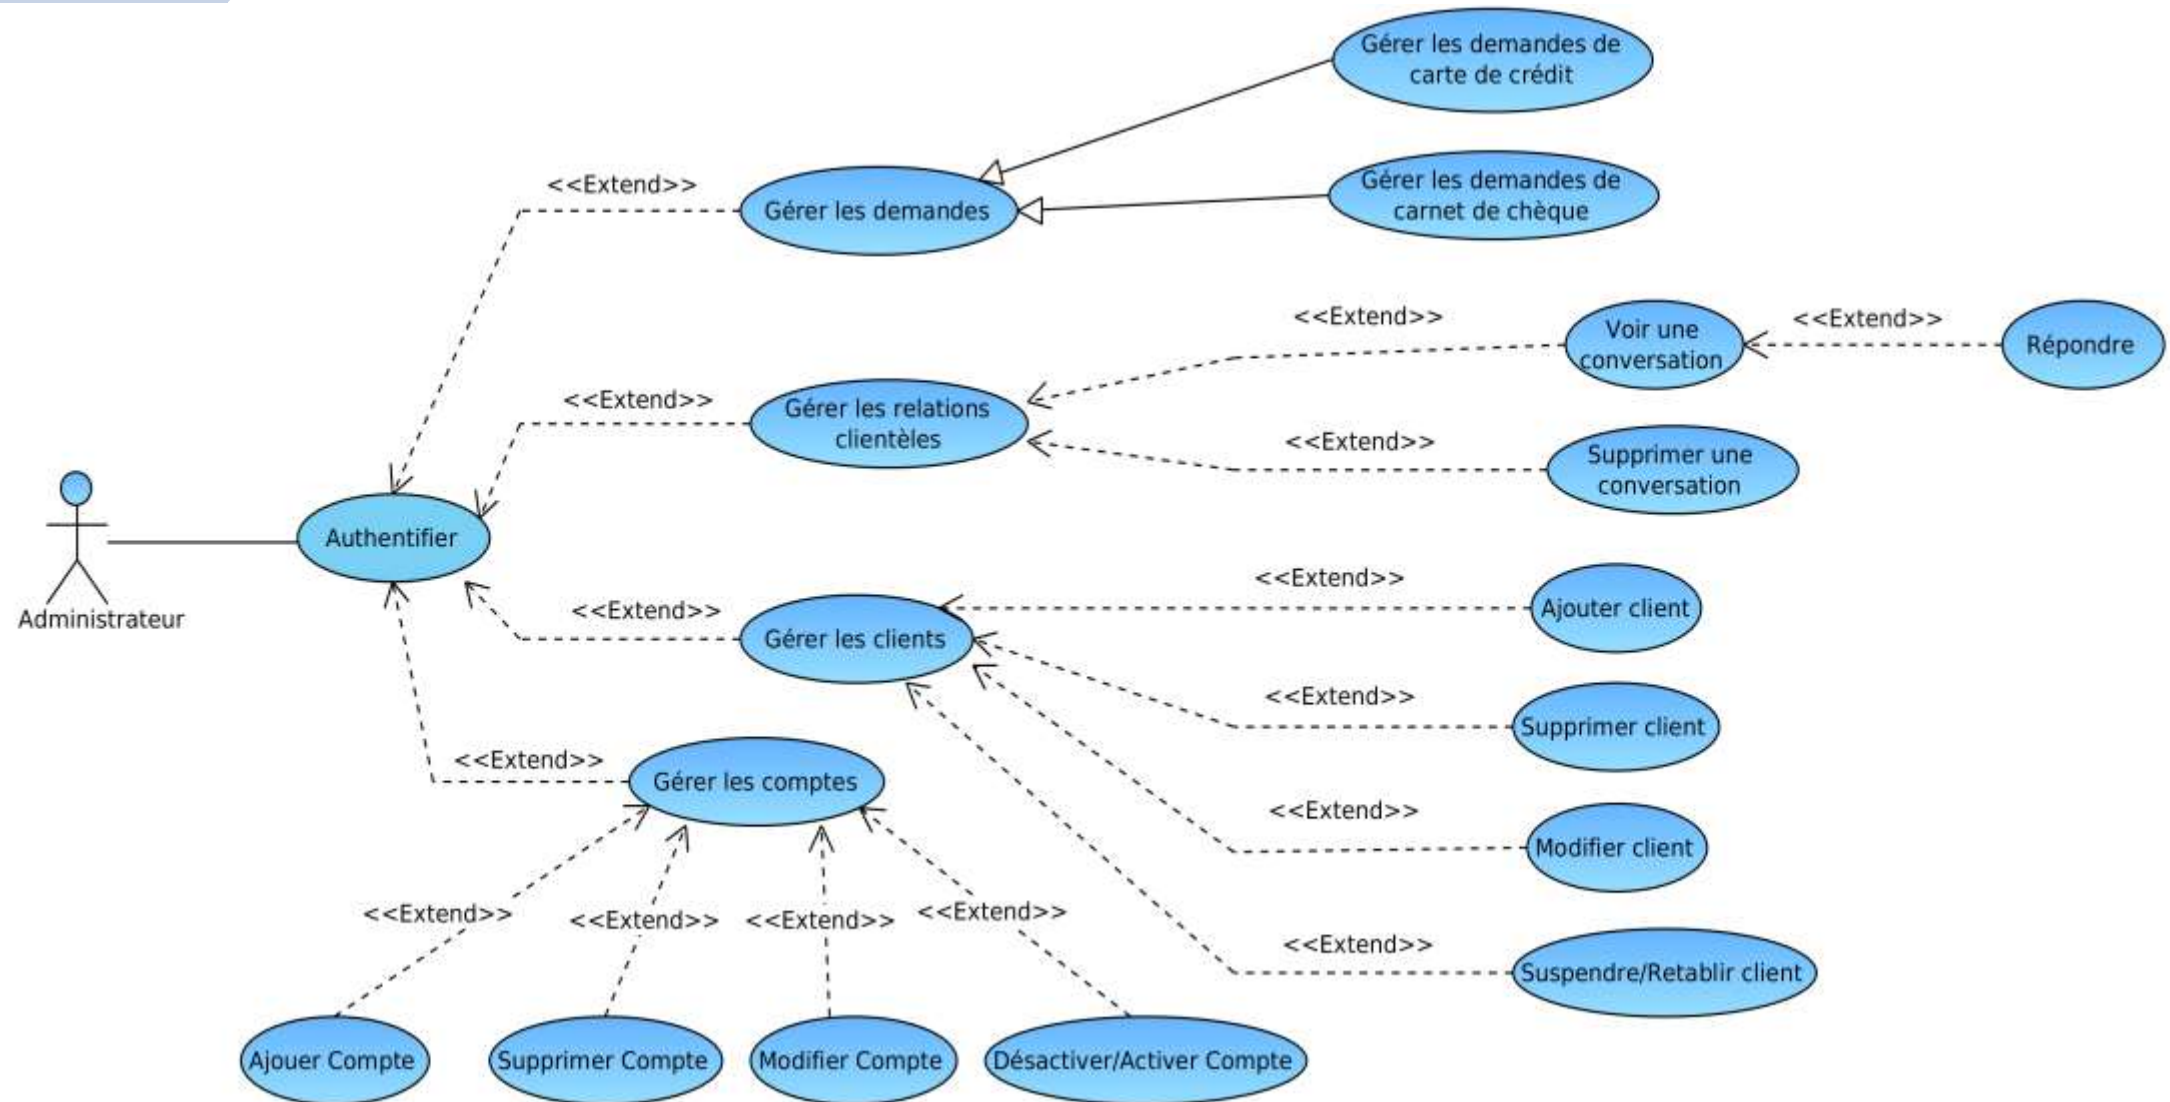 Gérer les demandes de
carte de crédit
<<Extend>>
Gérer les demandes
Gérer les demandes de
carnet de chèque
<<Extend>>
Voir une
conversation
<<Extend>>
Répondre
<<Extend>>
Gérer les relations
clientèles
<<Extend>>
Supprimer une
conversation
Authentifier
Administrateur
<<Extend>>
Gérer les clients
<<Extend>>
Ajouter client
<<Extend>>
Supprimer client
<<Extend>>
Gérer les comptes
<<Extend>>
Modifier client
<<Extend>>
<<Extend>>
<<Extend>>
<<Extend>>
<<Extend>>
Suspendre/Retablir client
Ajouer Compte
Supprimer Compte
Modifier Compte
Désactiver/Activer Compte